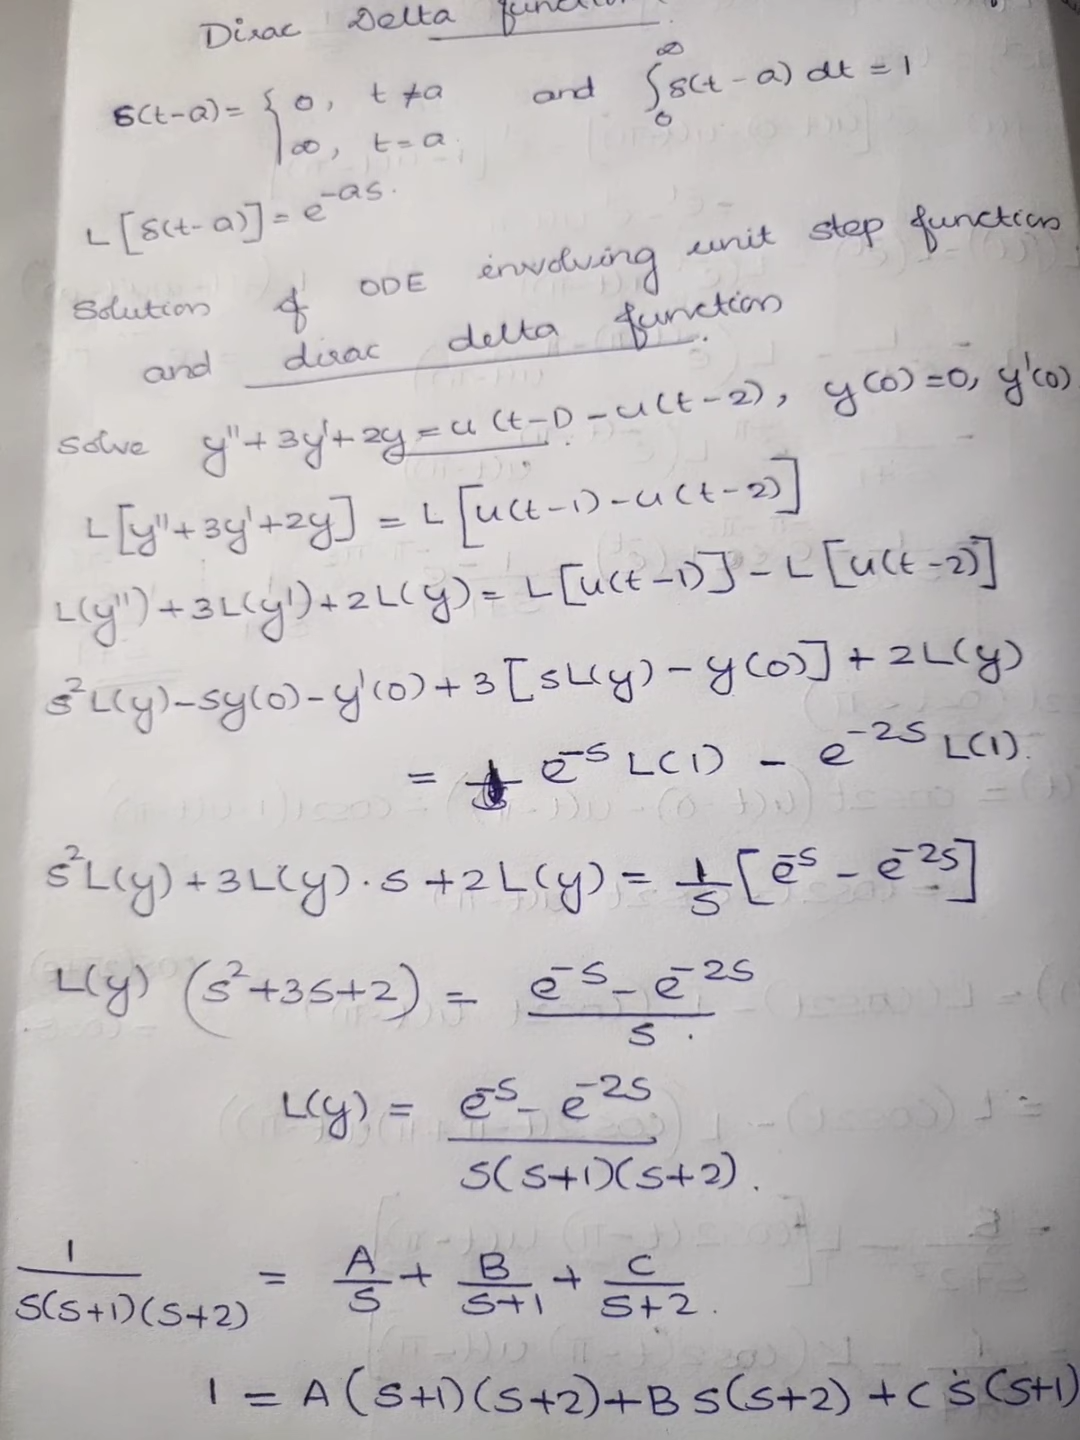 Dirac Delta function
δ(t-a) = { 0, t ≠ a and ∫₀^∞ δ(t-a) dt = 1
∞, t = a
L[δ(t-a)] = e^{-as}.
Solution of ODE involving unit step function
and dirac delta function.
Solve y'' + 3y' + 2y = u(t-1) - u(t-2), y(0) = 0, y'(0)
L[y'' + 3y' + 2y] = L[u(t-1) - u(t-2)]
L(y'') + 3L(y') + 2L(y) = L[u(t-1)] - L[u(t-2)]
s²L(y) - sy(0) - y'(0) + 3[sL(y) - y(0)] + 2L(y)
= e^{-s} L(1) - e^{-2s} L(1).
s²L(y) + 3L(y)·s + 2L(y) = 1/s [e^{-s} - e^{-2s}]
L(y) (s² + 3s + 2) = (e^{-s} - e^{-2s}) / s.
L(y) = (e^{-s} - e^{-2s}) / s(s+1)(s+2).
1 / s(s+1)(s+2) = A/s + B/s+1 + C/s+2.
1 = A(s+1)(s+2) + B s(s+2) + C s(s+1)